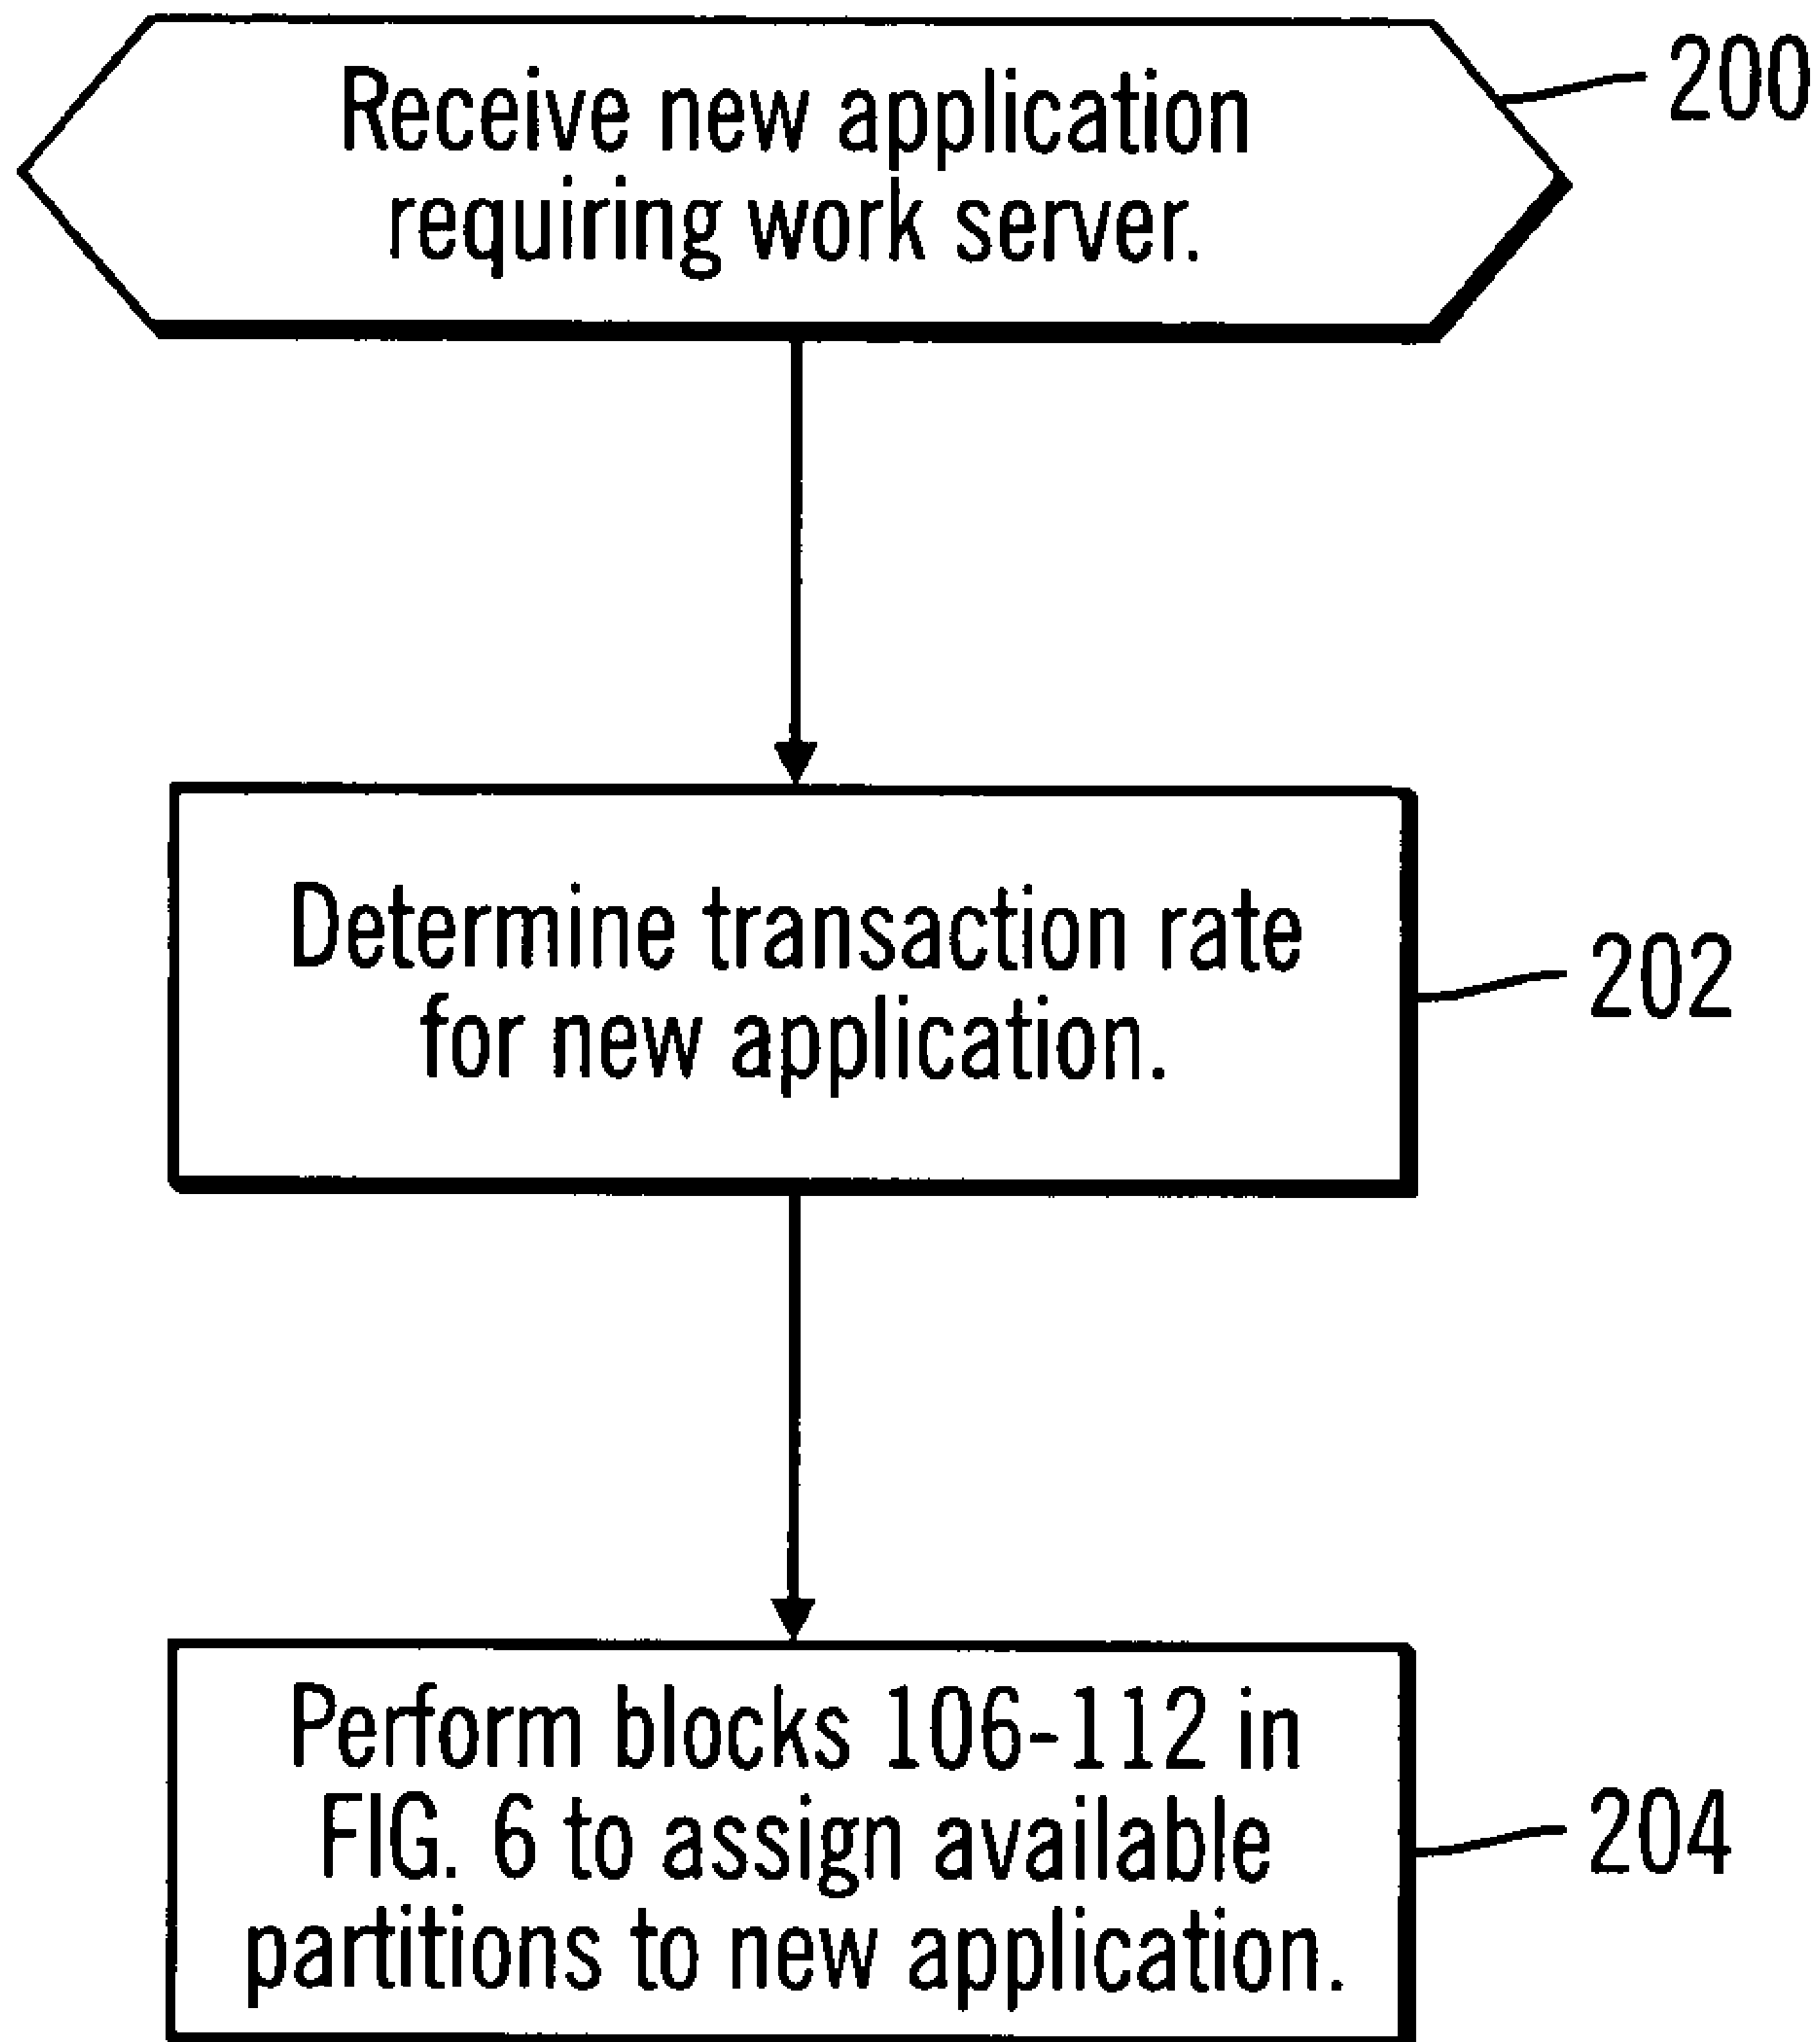 Receive new application
requiring work server.
200
Determine transaction rate
for new application.
202
Perform blocks 106-112 in
FIG. 6 to assign available
partitions to new application.
204